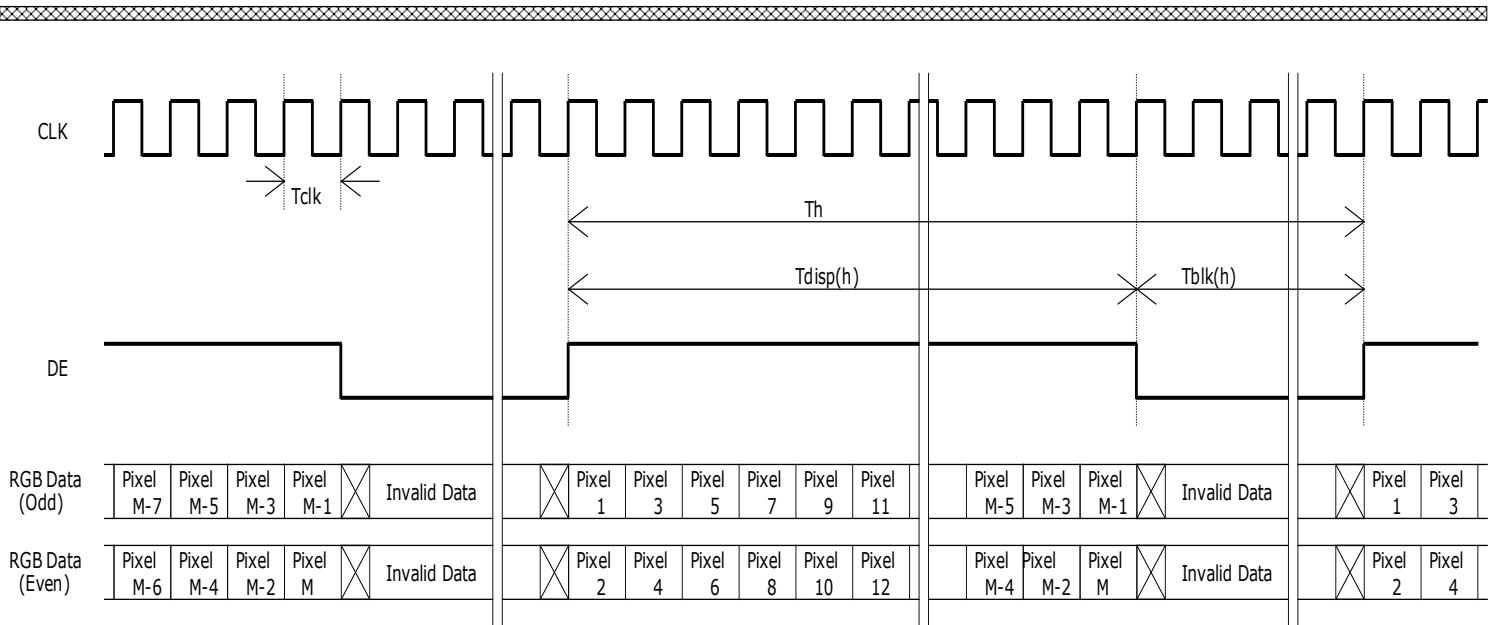 CLK
Tclk
Th
Tdisp(h)
Tblk(h)
DE
RGB Data
(Odd)
Pixel M-7 Pixel M-5 Pixel M-3 Pixel M-1 Invalid Data Pixel 1 Pixel 3 Pixel 5 Pixel 7 Pixel 9 Pixel 11 Pixel M-5 Pixel M-3 Pixel M-1 Invalid Data Pixel 1 Pixel 3
RGB Data
(Even)
Pixel M-6 Pixel M-4 Pixel M-2 Pixel M Invalid Data Pixel 2 Pixel 4 Pixel 6 Pixel 8 Pixel 10 Pixel 12 Pixel M-4 Pixel M-2 Pixel M Invalid Data Pixel 2 Pixel 4